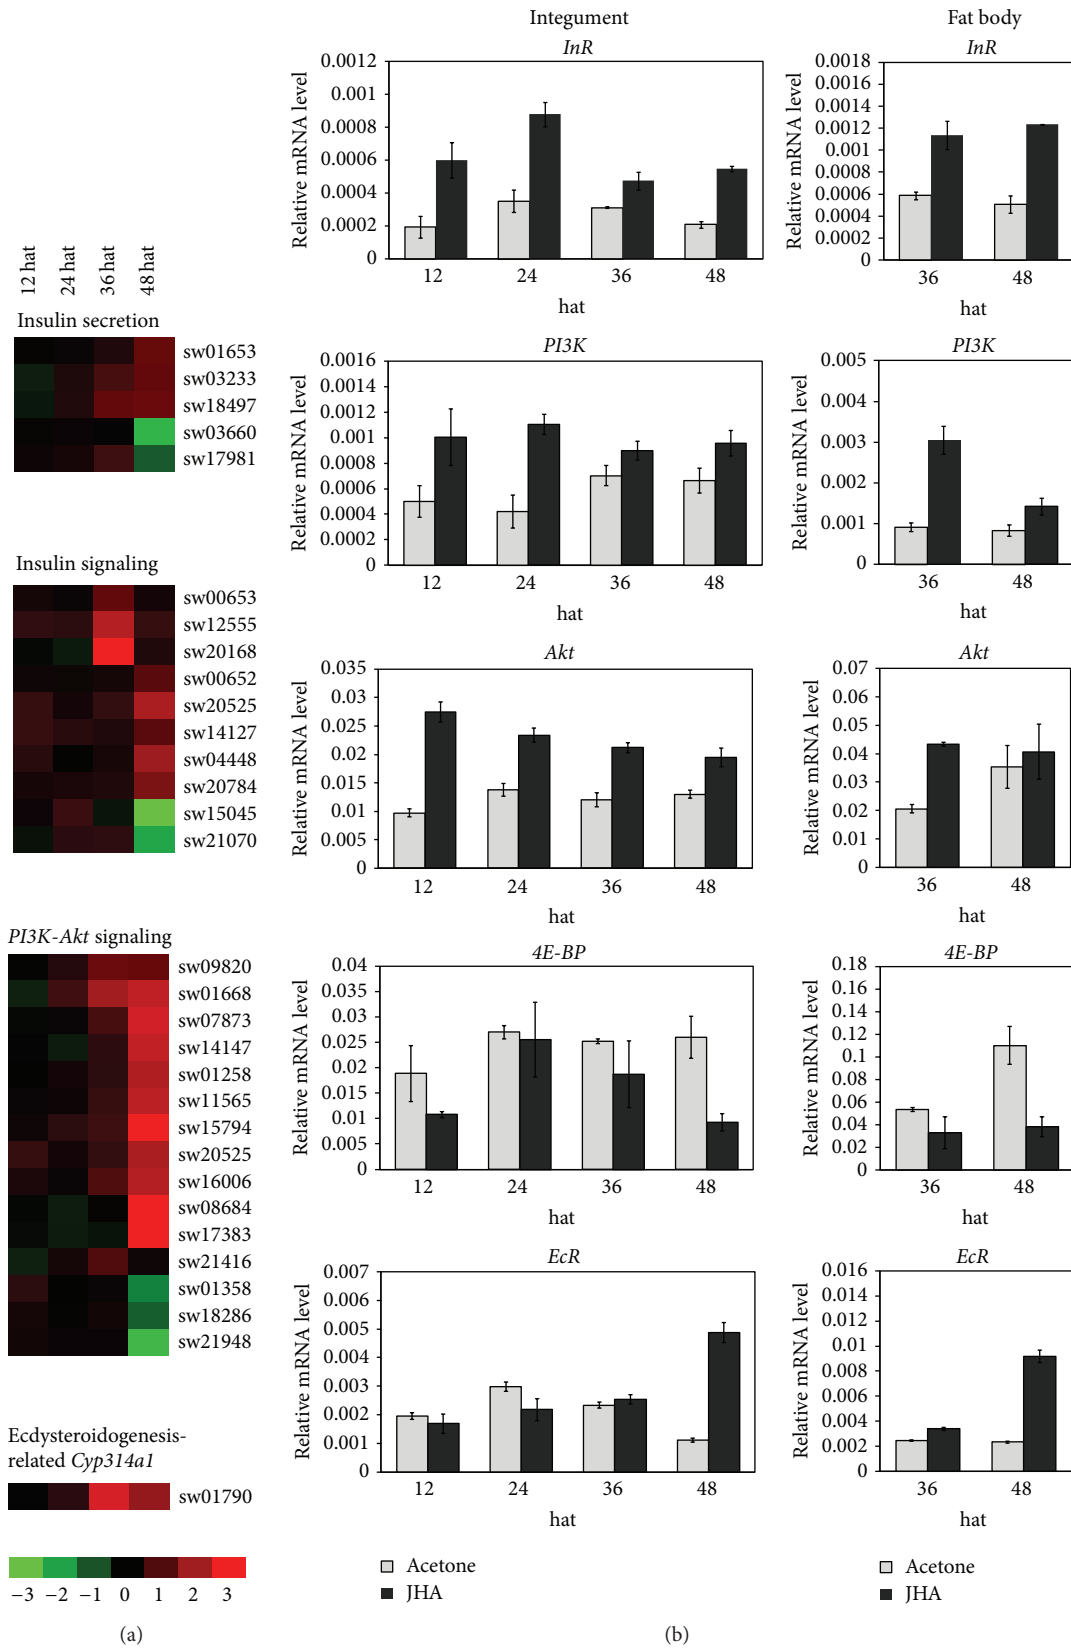 12 hat
24 hat
36 hat
48 hat
Insulin secretion
sw01653
sw03233
sw18497
sw03660
sw17981
Insulin signaling
sw00653
sw12555
sw20168
sw00652
sw20525
sw14127
sw04448
sw20784
sw15045
sw21070
PI3K-Akt signaling
sw09820
sw01668
sw07873
sw14147
sw01258
sw11565
sw15794
sw20525
sw16006
sw08684
sw17383
sw21416
sw01358
sw18286
sw21948
Ecdysteroidogenesis-
related Cyp314a1
sw01790
−3 −2 −1 0 1 2 3
(a)
Integument
InR
Relative mRNA level
0.0012
0.001
0.0008
0.0006
0.0004
0.0002
0
12 24 36 48
hat
PI3K
Relative mRNA level
0.0016
0.0014
0.0012
0.001
0.0008
0.0006
0.0004
0.0002
0
12 24 36 48
hat
Akt
Relative mRNA level
0.035
0.03
0.025
0.02
0.015
0.01
0.005
0
12 24 36 48
hat
4E-BP
Relative mRNA level
0.04
0.035
0.03
0.025
0.02
0.015
0.01
0.005
0
12 24 36 48
hat
EcR
Relative mRNA level
0.007
0.006
0.005
0.004
0.003
0.002
0.001
0
12 24 36 48
hat
Acetone
JHA
Fat body
InR
Relative mRNA level
0.0018
0.0016
0.0014
0.0012
0.001
0.0008
0.0006
0.0004
0.0002
0
36 48
hat
PI3K
Relative mRNA level
0.005
0.004
0.003
0.002
0.001
0
36 48
hat
Akt
Relative mRNA level
0.07
0.06
0.05
0.04
0.03
0.02
0.01
0
36 48
hat
4E-BP
Relative mRNA level
0.18
0.16
0.14
0.12
0.1
0.08
0.06
0.04
0.02
0
36 48
hat
EcR
Relative mRNA level
0.016
0.014
0.012
0.01
0.008
0.006
0.004
0.002
0
36 48
hat
Acetone
JHA
(b)